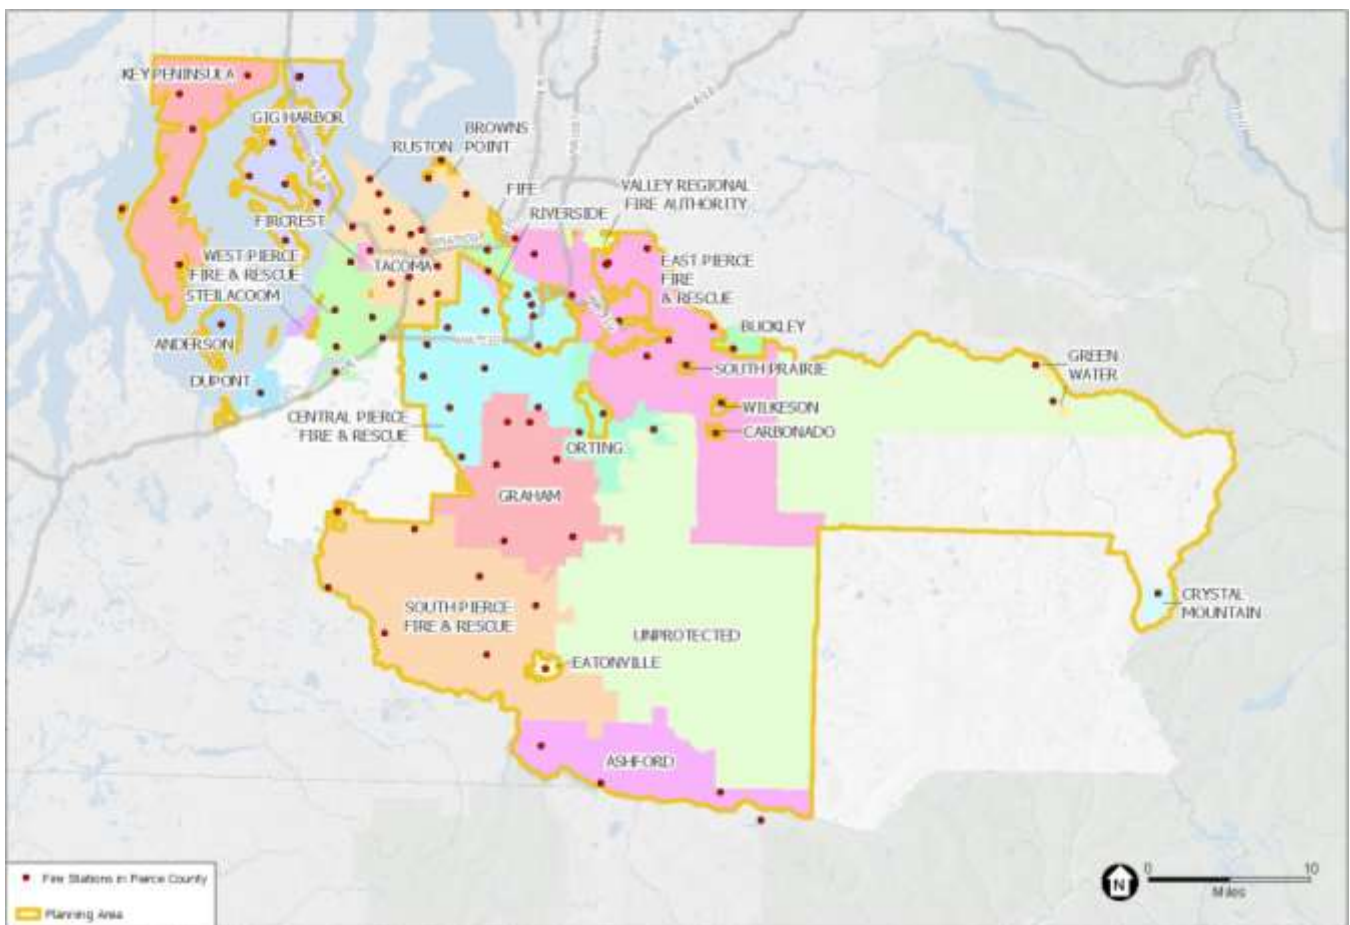 KEY PENINSULA
GIG HARBOR
BROWNS
POINT
RUSTON
FIFE
VALLEY REGIONAL
FIRE AUTHORITY
RIVERSIDE
FIRCREST
WEST PIERCE
FIRE & RESCUE
TACOMA
EAST PIERCE
FIRE
& RESCUE
STEILACOOM
BUCKLEY
ANDERSON
GREEN
WATER
SOUTH PRAIRIE
DUPONT
WILKESON
CENTRAL PIERCE
FIRE & RESCUE
CARBONADO
ORTING
GRAHAM
CRYSTAL
MOUNTAIN
SOUTH PIERCE
FIRE & RESCUE
UNPROTECTED
EATONVILLE
ASHFORD
Fire Stations in Pierce County
Planning Area
N
0 10
Miles